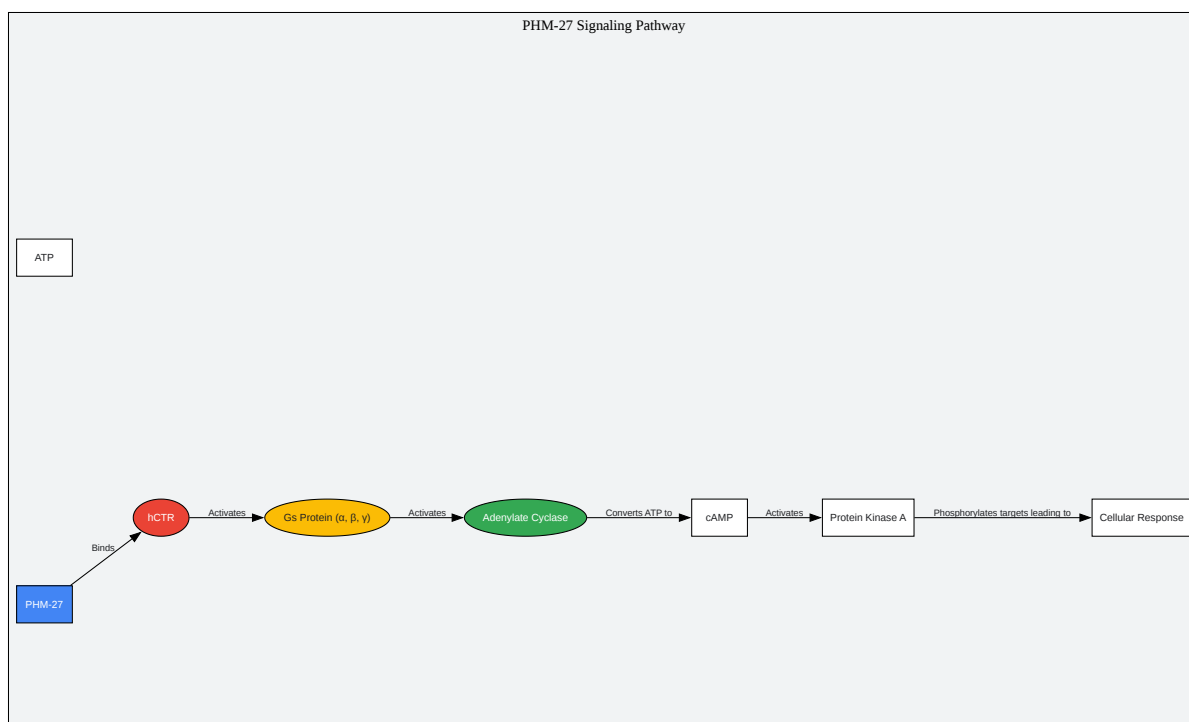 PHM-27 Signaling Pathway
ATP
hCTR
Activates
Gs Protein (α, β, γ)
Activates
Adenylate Cyclase
Converts ATP to
cAMP
Activates
Protein Kinase A
Phosphorylates targets leading to
Cellular Response
Binds
PHM-27